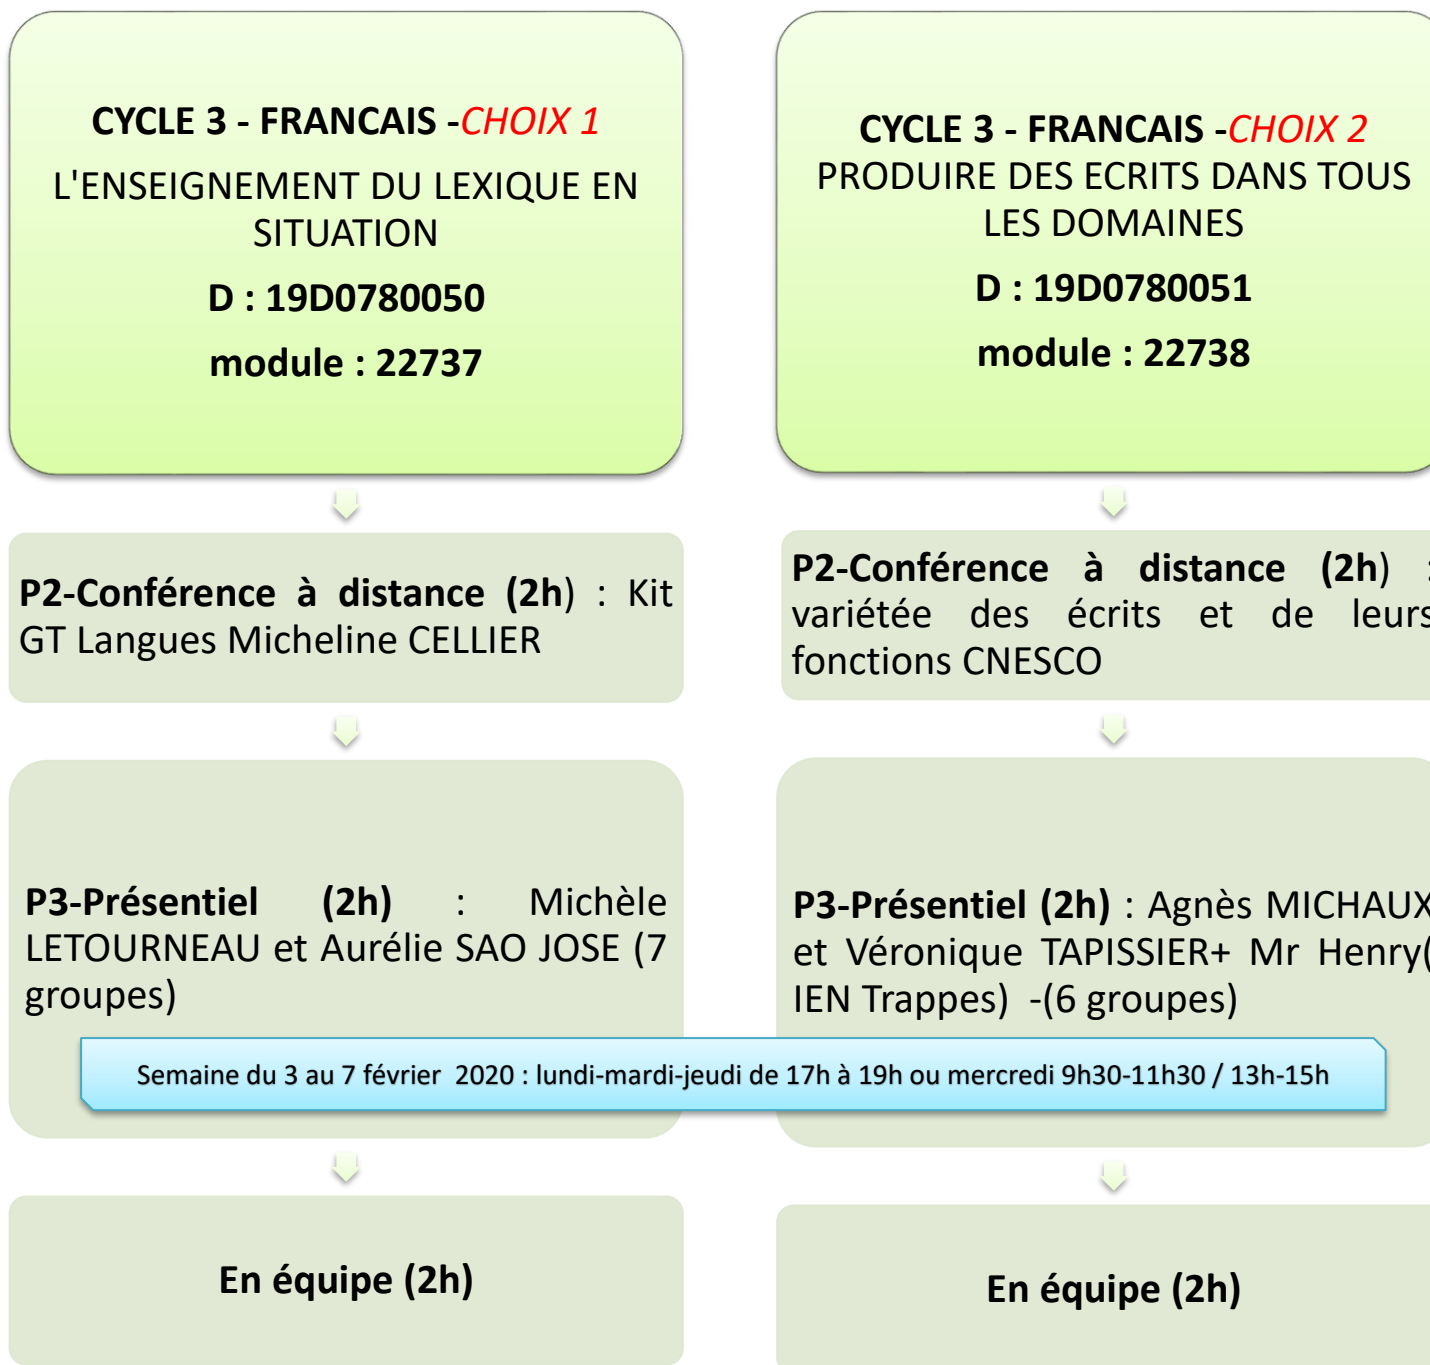 CYCLE 3 - FRANCAIS -CHOIX 1
L'ENSEIGNEMENT DU LEXIQUE EN
SITUATION
D : 19D0780050
module : 22737
P2-Conférence à distance (2h) : Kit
GT Langues Micheline CELLIER
P3-Présentiel (2h) : Michèle
LETOURNEAU et Aurélie SAO JOSE (7
groupes)
CYCLE 3 - FRANCAIS -CHOIX 2
PRODUIRE DES ECRITS DANS TOUS
LES DOMAINES
D : 19D0780051
module : 22738
P2-Conférence à distance (2h) :
variétée des écrits et de leurs
fonctions CNESCO
P3-Présentiel (2h) : Agnès MICHAUX
et Véronique TAPISSIER+ Mr Henry(
IEN Trappes) -(6 groupes)
Semaine du 3 au 7 février 2020 : lundi-mardi-jeudi de 17h à 19h ou mercredi 9h30-11h30 / 13h-15h
En équipe (2h)
En équipe (2h)